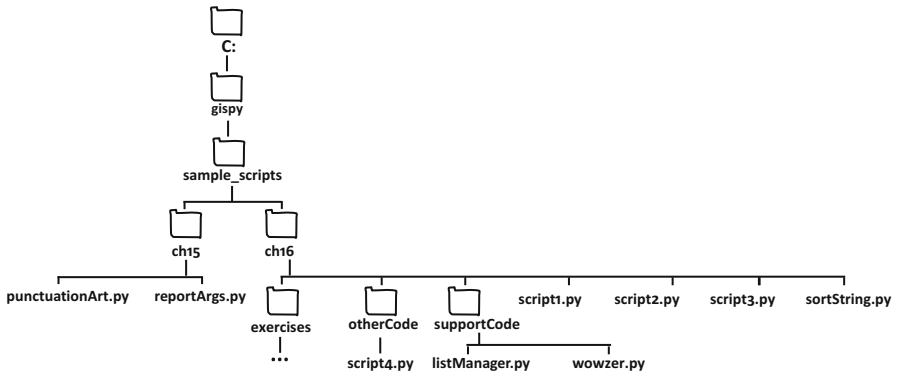 C:
gispy
sample_scripts
ch15
ch16
punctuationArt.py
reportArgs.py
exercises
otherCode
supportCode
script1.py
script2.py
script3.py
sortString.py
...
script4.py
listManager.py
wowzer.py